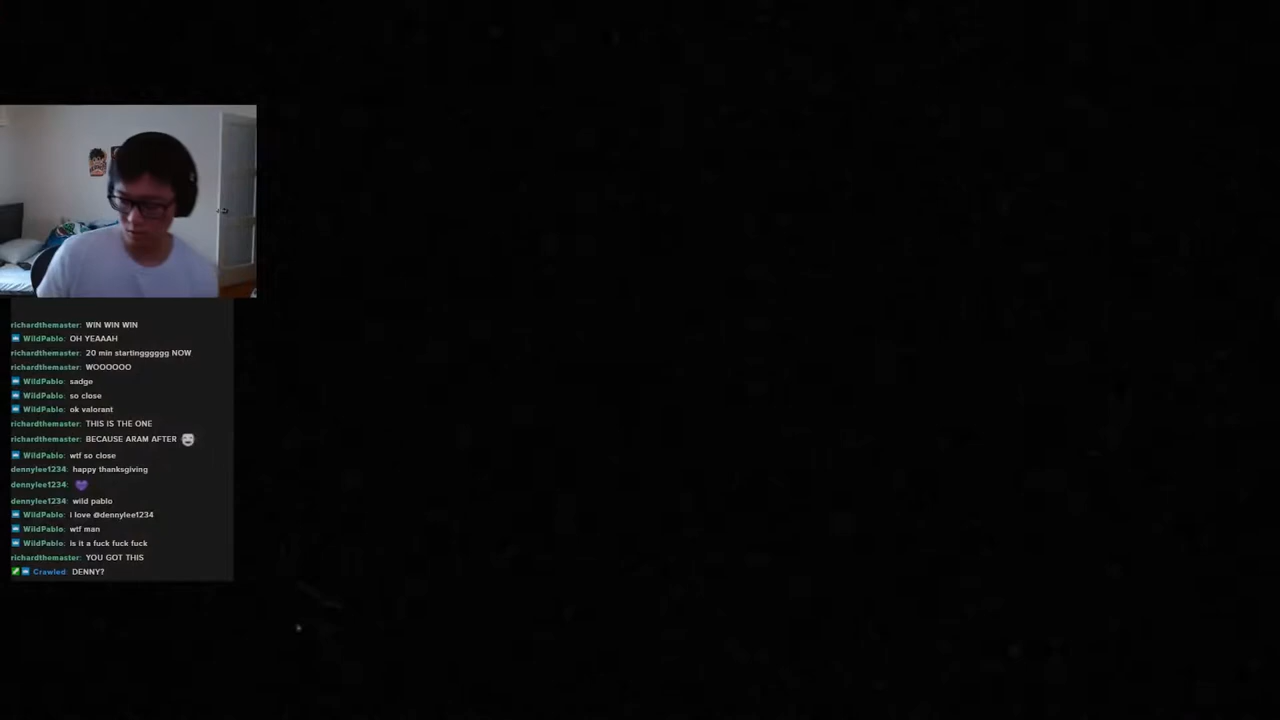 richardthemaster: WIN WIN WIN
WildPablo: OH YEAAAH
richardthemaster: 20 min startingggggg NOW
richardthemaster: WOOOOOO
WildPablo: sadge
WildPablo: so close
WildPablo: ok valorant
richardthemaster: THIS IS THE ONE
richardthemaster: BECAUSE ARAM AFTER
WildPablo: wtf so close
dennylee1234: happy thanksgiving
dennylee1234:
dennylee1234: wild pablo
WildPablo: i love @dennylee1234
WildPablo: wtf man
WildPablo: is it a fuck fuck fuck
richardthemaster: YOU GOT THIS
Crawled: DENNY?